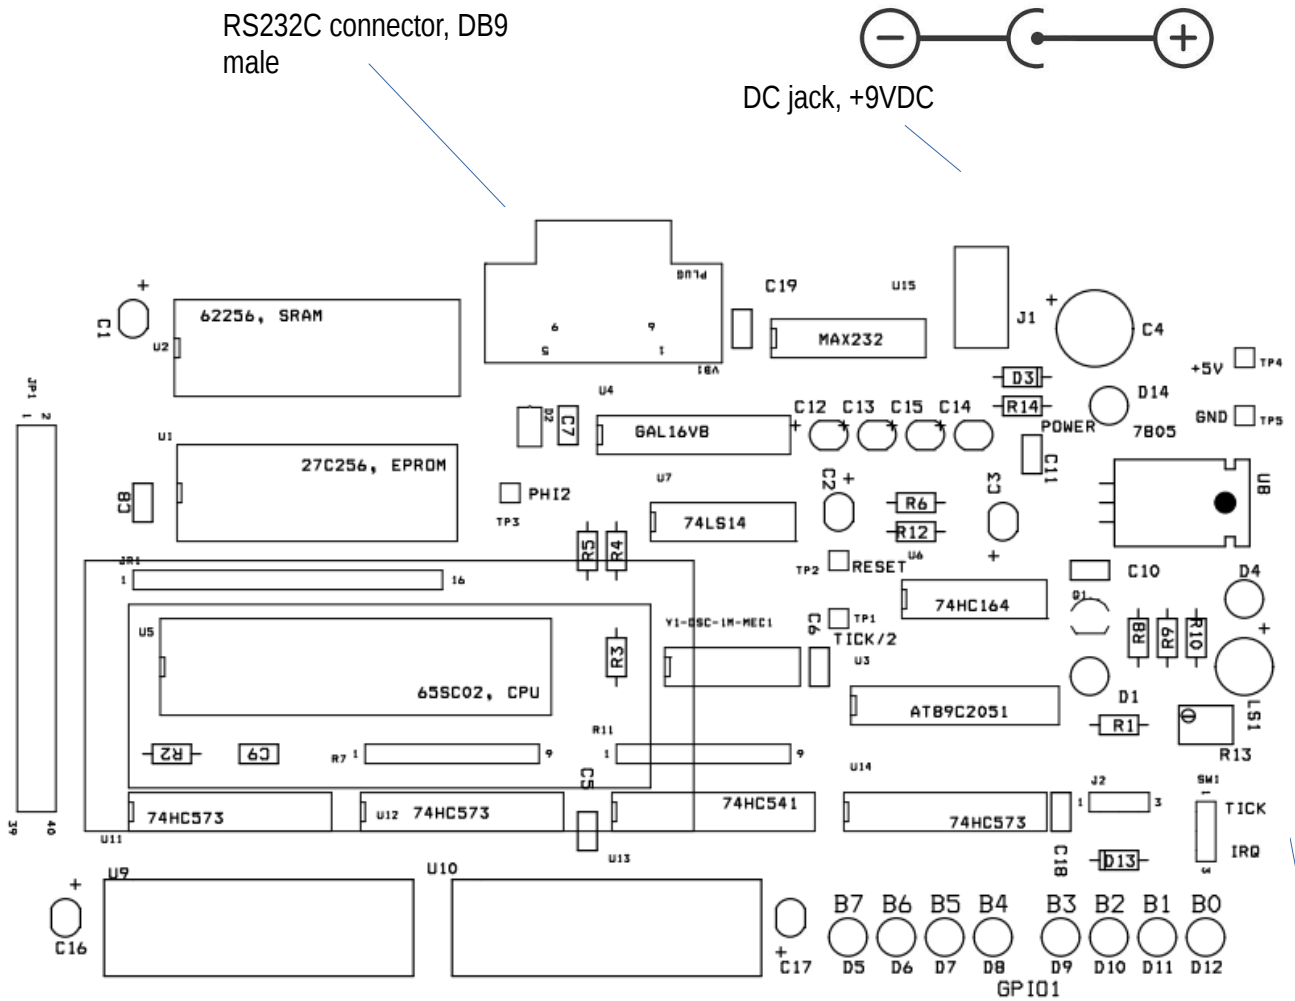 RS232C connector, DB9
male
DC jack, +9VDC
PLUG
9 6
5 1
VB1
C19
U15
MAX232
J1
+
C4
+
C1
U2
62256, SRAM
+5V
TP4
D3
R14
D14
GND
TP5
POWER
7805
JP1
1 2
U4
D2
C7
GAL16V8
C12 C13 C15 C14
+ + + +
U1
27C256, EPROM
C8
PHI2
TP3
U7
74LS14
C2
+
R6
R12
C3
+
C11
U8
R5
R4
TP2
RESET
U6
74HC164
C10
D4
JR1
1 16
Q1
U5
65SC02, CPU
R3
Y1-OSC-1M-MEC1
C6
TP1
TICK/2
U3
AT89C2051
R8
R9
R10
+
LS1
D1
R1
R13
R2
C9
R7
1 9
R11
1 9
C5
U14
J2
1 3
SW1
1
TICK
IRQ
3
39 40
74HC573
U11
U12
74HC573
74HC541
U13
74HC573
C18
D13
U9
U10
+
C16
+
C17
B7 B6 B5 B4 B3 B2 B1 B0
D5 D6 D7 D8 D9 D10 D11 D12
GPIO1